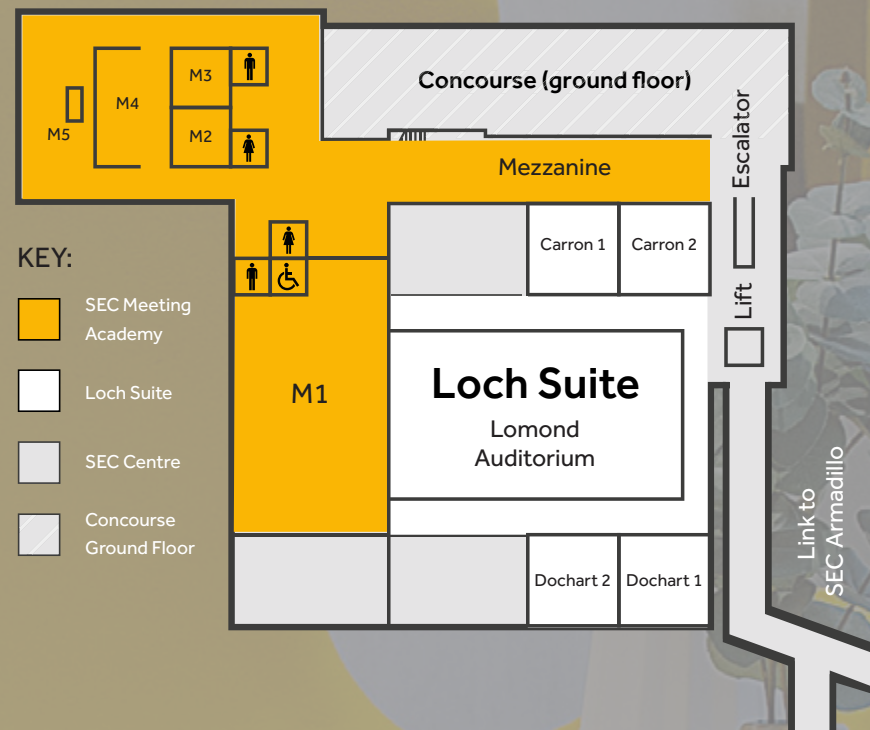 Concourse (ground floor)
M3
M4
M5
M2
Mezzanine
Escalator
Carron 1
Carron 2
Lift
KEY:
SEC Meeting
Academy
Loch Suite
SEC Centre
Concourse
Ground Floor
M1
Loch Suite
Lomond
Auditorium
Link to
SEC Armadillo
Dochart 2
Dochart 1